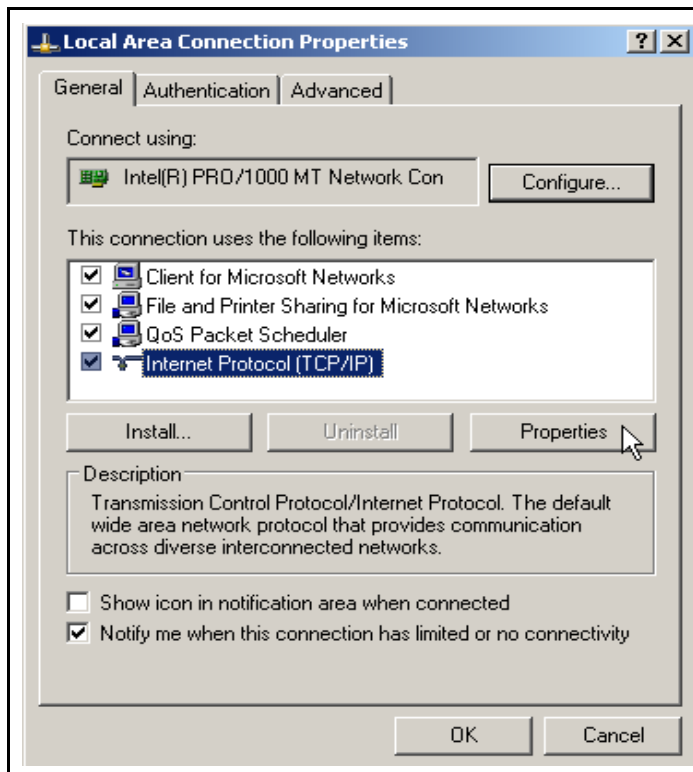 Local Area Connection Properties
General Authentication Advanced
Connect using:
Intel(R) PRO/1000 MT Network Con
Configure...
This connection uses the following items:
Client for Microsoft Networks
File and Printer Sharing for Microsoft Networks
QoS Packet Scheduler
Internet Protocol (TCP/IP)
Install... Uninstall Properties
Description
Transmission Control Protocol/Internet Protocol. The default
wide area network protocol that provides communication
across diverse interconnected networks.
Show icon in notification area when connected
Notify me when this connection has limited or no connectivity
OK Cancel